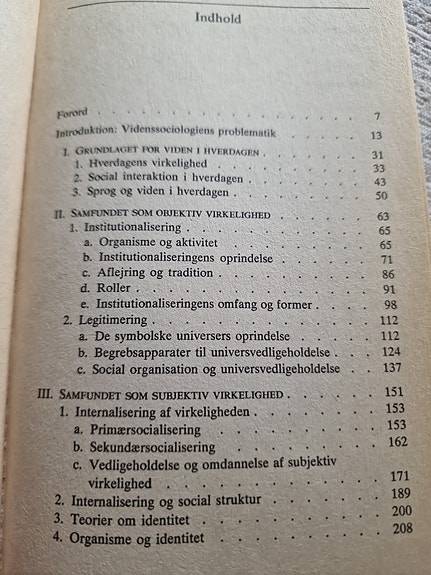 Indhold
Forord . . . . . . . . . . . . 7
Introduktion: Videnssociologiens problematik . . . . 13
I. GRUNDLAGET FOR VIDEN I HVERDAGEN . . . . . 31
1. Hverdagens virkelighed . . . . . . . 33
2. Social interaktion i hverdagen . . . . . 43
3. Sprog og viden i hverdagen . . . . . . 50
II. SAMFUNDET SOM OBJEKTIV VIRKELIGHED . . . . 63
1. Institutionalisering . . . . . . . . 65
a. Organisme og aktivitet . . . . . . 65
b. Institutionaliseringens oprindelse . . . . 71
c. Aflejring og tradition . . . . . . 86
d. Roller . . . . . . . . . . 91
e. Institutionaliseringens omfang og former . . 98
2. Legitimering . . . . . . . . . . 112
a. De symbolske universers oprindelse . . . 112
b. Begrebsapparater til universvedligeholdelse . . 124
c. Social organisation og universvedligeholdelse . 137
III. SAMFUNDET SOM SUBJEKTIV VIRKELIGHED . . . . 151
1. Internalisering af virkeligheden . . . . . 153
a. Primærsocialisering . . . . . . . 153
b. Sekundærsocialisering . . . . . . 162
c. Vedligeholdelse og omdannelse af subjektiv
virkelighed . . . . . . . . . 171
2. Internalisering og social struktur . . . . . 189
3. Teorier om identitet . . . . . . . . 200
4. Organisme og identitet . . . . . . . 208